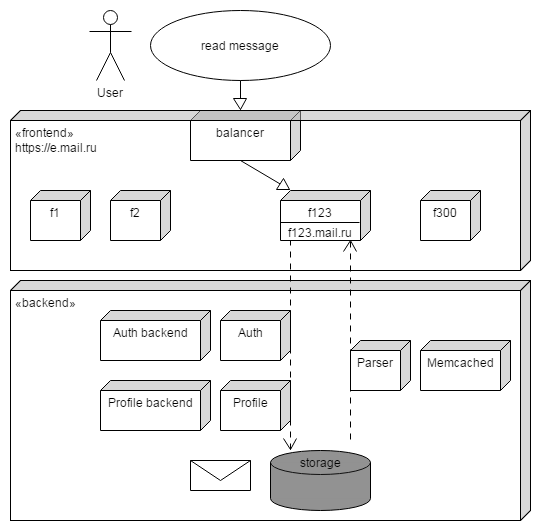 read message
User
«frontend»
https://e.mail.ru
balancer
f1
f2
f123
f123.mail.ru
f300
«backend»
Auth backend
Auth
Parser
Memcached
Profile backend
Profile
storage